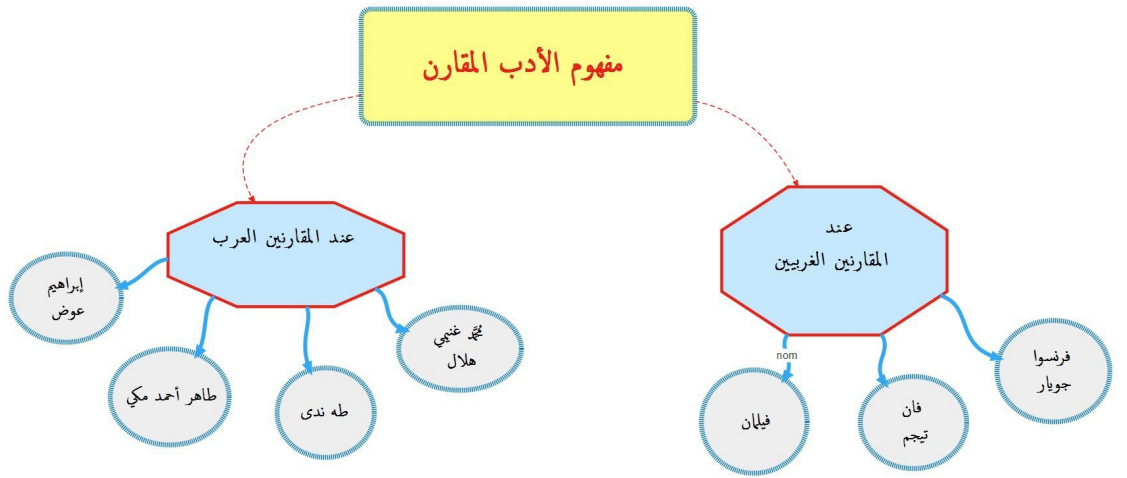 مفهوم الأدب المقارن
عند
المقارنين الغربيين
عند المقارنين العرب
فرنسوا
جويار
فان
تيجم
nom
فيلمان
محمد غنيمي
هلال
طه ندى
طاهر أحمد مكي
إبراهيم
عوض